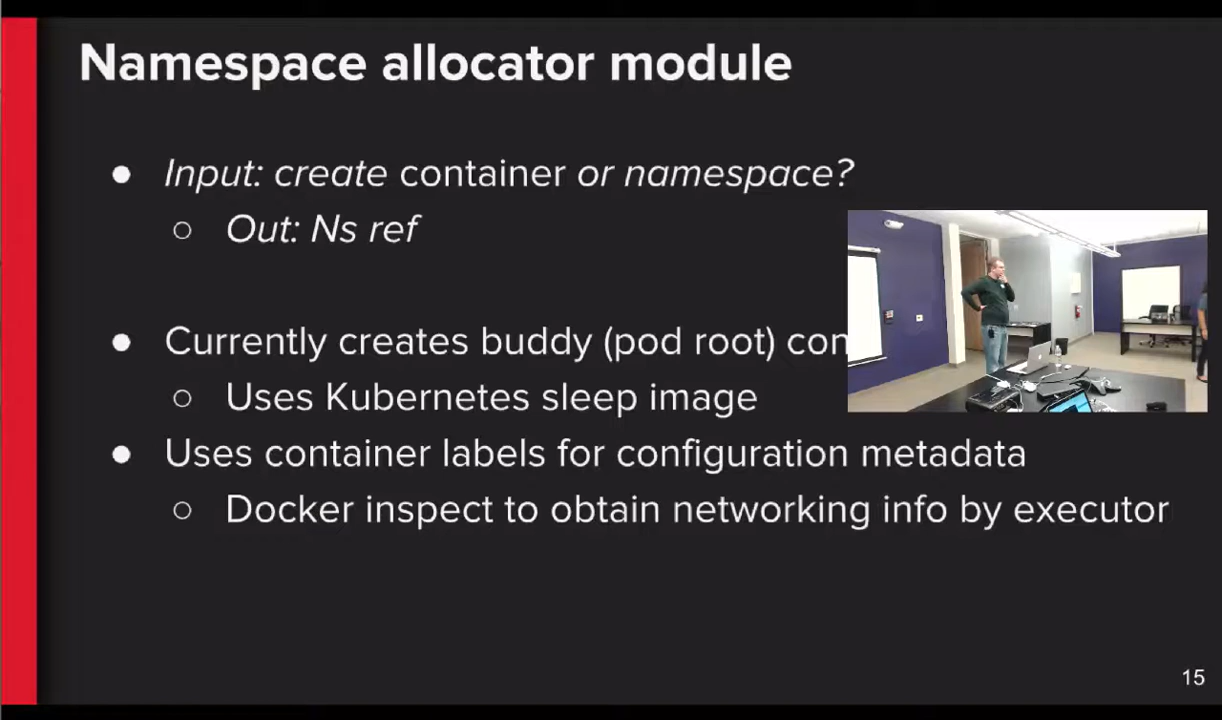 Namespace allocator module
● Input: create container or namespace?
○ Out: Ns ref
● Currently creates buddy (pod root)
○ Uses Kubernetes sleep image
● Uses container labels for configuration metadata
○ Docker inspect to obtain networking info by executor
15